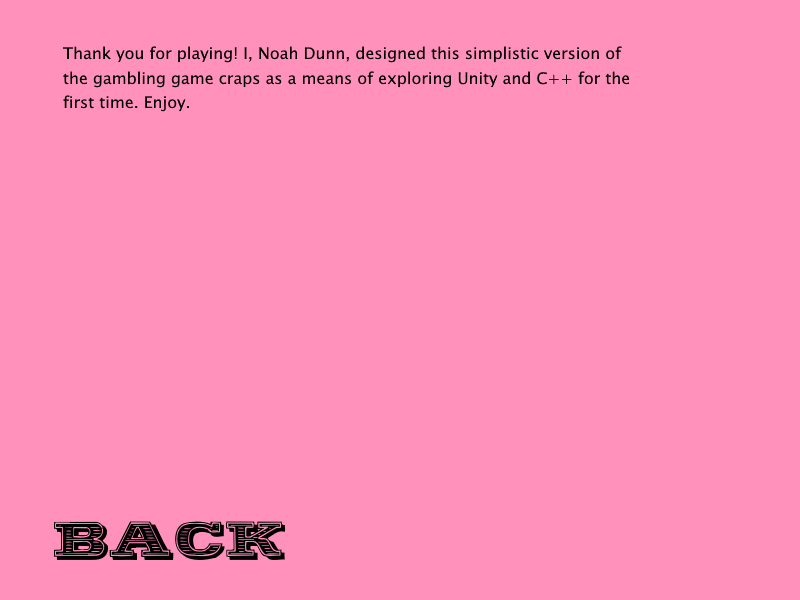 Thank you for playing! I, Noah Dunn, designed this simplistic version of
the gambling game craps as a means of exploring Unity and C++ for the
first time. Enjoy.
BACK